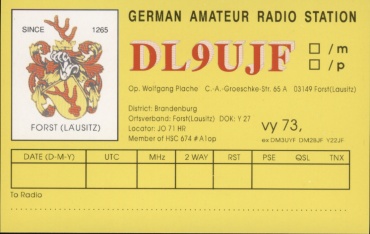 GERMAN AMATEUR RADIO STATION
SINCE 1265
DL9UJF
/m
/p
Op. Wolfgang Plache C.-A.-Groeschke-Str. 65 A 03149 Forst(Lausitz)
District: Brandenburg
Ortsverband: Forst(Lausitz) DOK: Y 27
Locator: JO 71 HR
Member of HSC 674 # A1op
vy 73,
ex DM3UYF DM2BJF Y22JF
FORST (LAUSITZ)
DATE (D-M-Y) UTC MHz 2 WAY RST PSE QSL TNX
To Radio